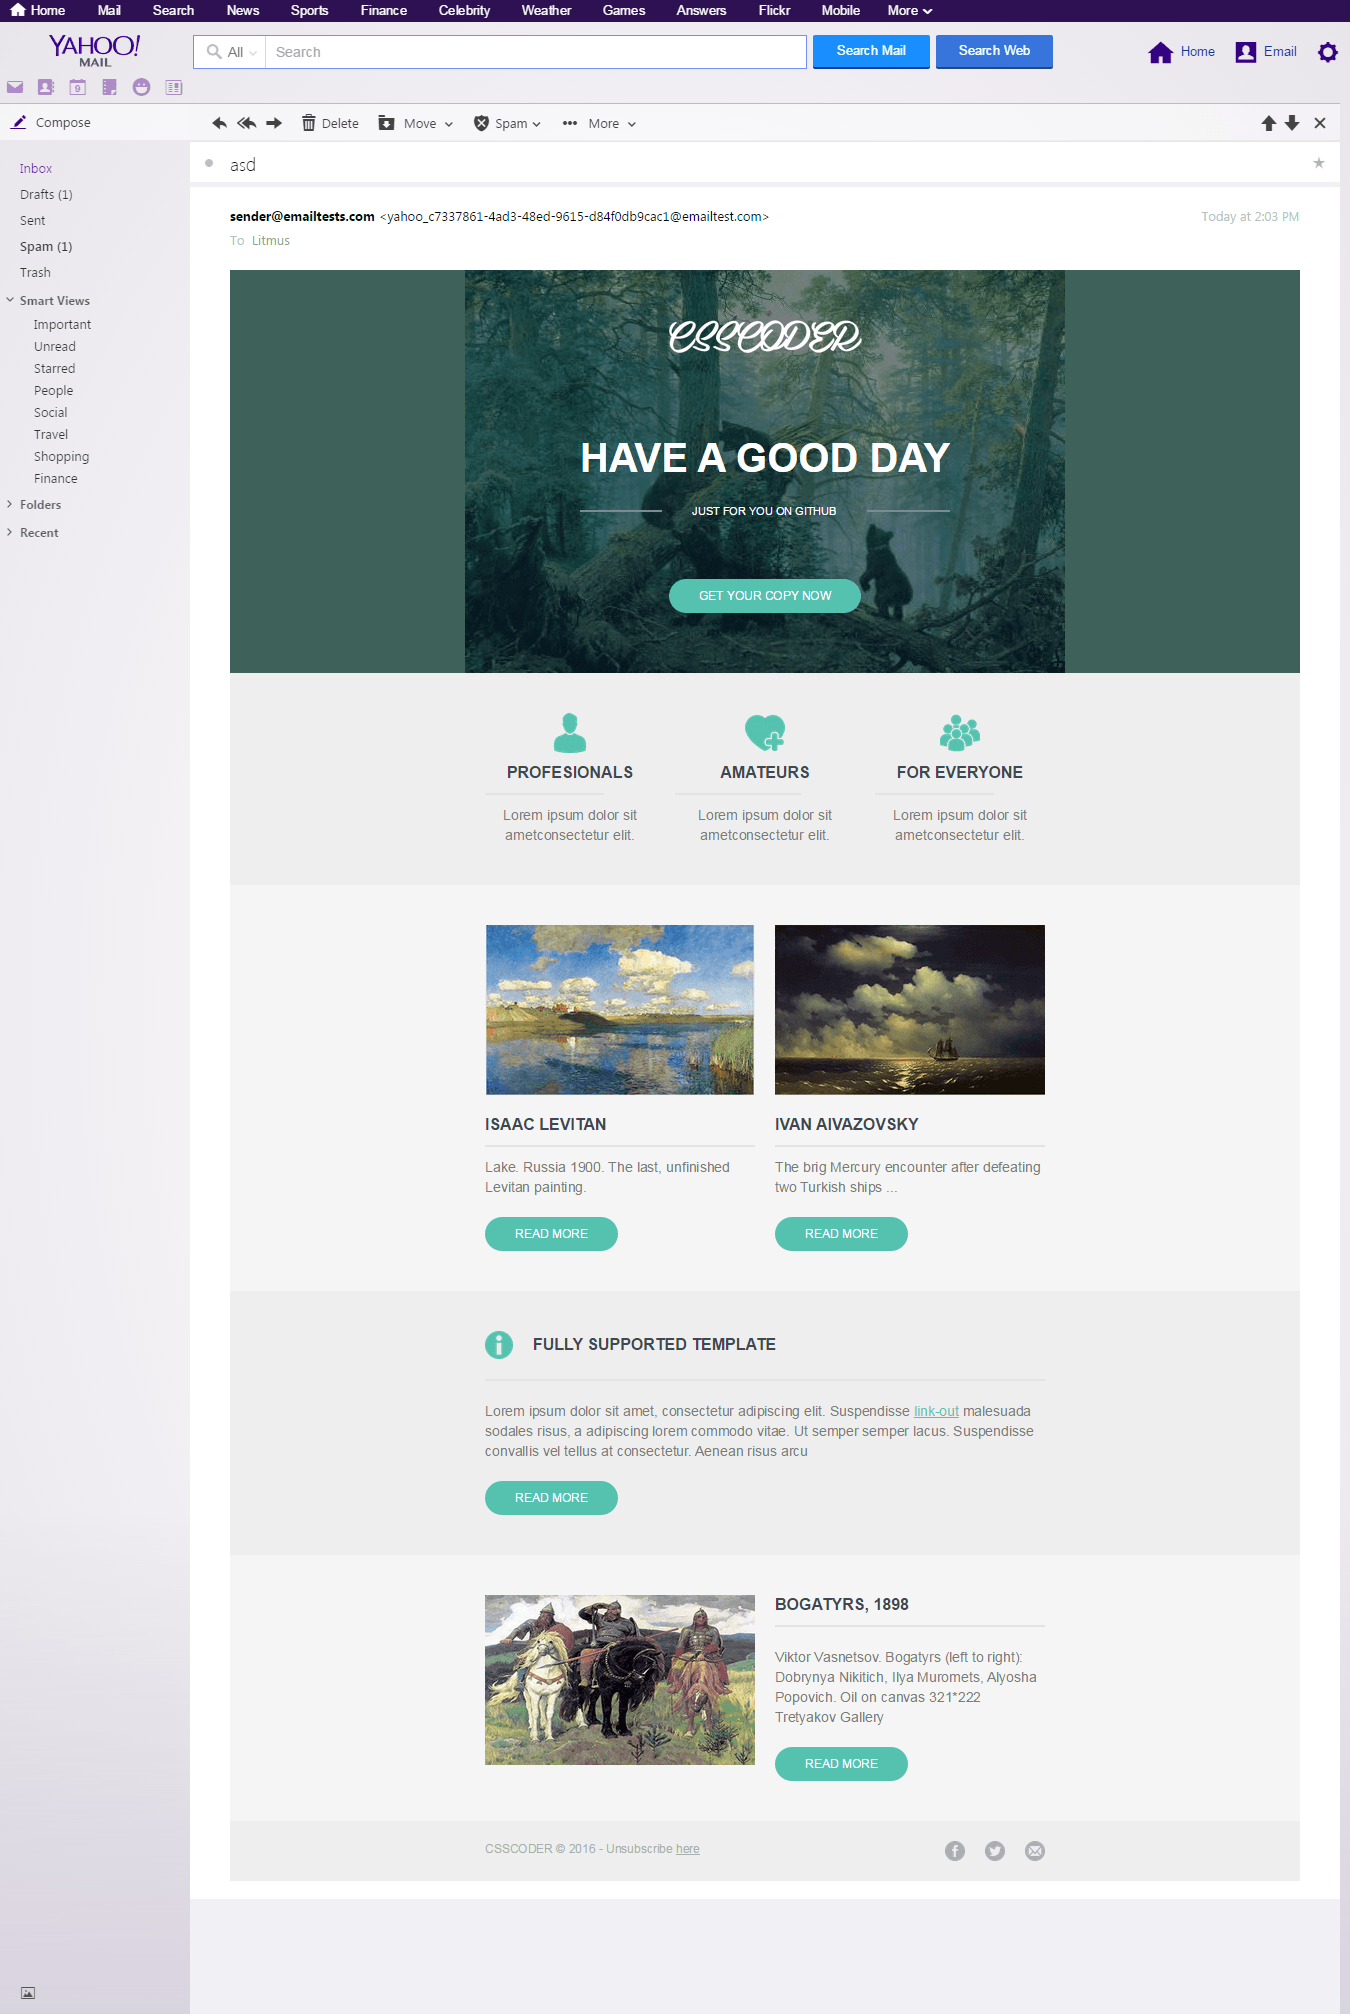 Home Mail Search News Sports Finance Celebrity Weather Games Answers Flickr Mobile More
YAHOO!
MAIL
All Search Search Mail Search Web Home Email
9
Compose
Delete Move Spam More
Inbox
Drafts (1)
Sent
Spam (1)
Trash
Smart Views
Important
Unread
Starred
People
Social
Travel
Shopping
Finance
Folders
Recent
asd
sender@emailtests.com <yahoo_c7337861-4ad3-48ed-9615-d84f0db9cac1@emailtest.com> Today at 2:03 PM
To Litmus
CSSCODER
HAVE A GOOD DAY
JUST FOR YOU ON GITHUB
GET YOUR COPY NOW
PROFESIONALS
Lorem ipsum dolor sit
ametconsectetur elit.
AMATEURS
Lorem ipsum dolor sit
ametconsectetur elit.
FOR EVERYONE
Lorem ipsum dolor sit
ametconsectetur elit.
ISAAC LEVITAN
Lake. Russia 1900. The last, unfinished
Levitan painting.
READ MORE
IVAN AIVAZOVSKY
The brig Mercury encounter after defeating
two Turkish ships ...
READ MORE
FULLY SUPPORTED TEMPLATE
Lorem ipsum dolor sit amet, consectetur adipiscing elit. Suspendisse link-out malesuada
sodales risus, a adipiscing lorem commodo vitae. Ut semper semper lacus. Suspendisse
convallis vel tellus at consectetur. Aenean risus arcu
READ MORE
BOGATYRS, 1898
Viktor Vasnetsov. Bogatyrs (left to right):
Dobrynya Nikitich, Ilya Muromets, Alyosha
Popovich. Oil on canvas 321*222
Tretyakov Gallery
READ MORE
CSSCODER © 2016 - Unsubscribe here